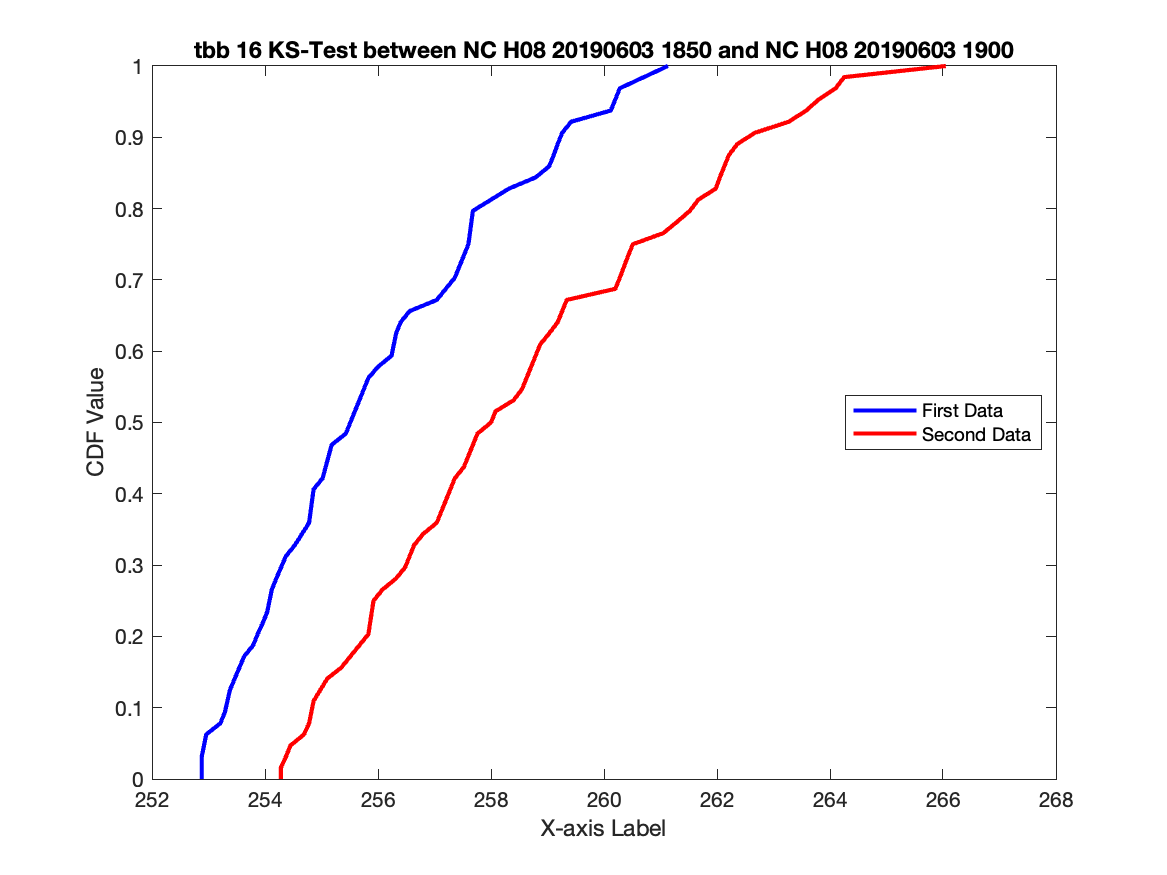 tbb 16 KS-Test between NC H08 20190603 1850 and NC H08 20190603 1900
1
0.9
0.8
0.7
0.6
0.5
0.4
0.3
0.2
0.1
0
CDF Value
First Data
Second Data
252 254 256 258 260 262 264 266 268
X-axis Label